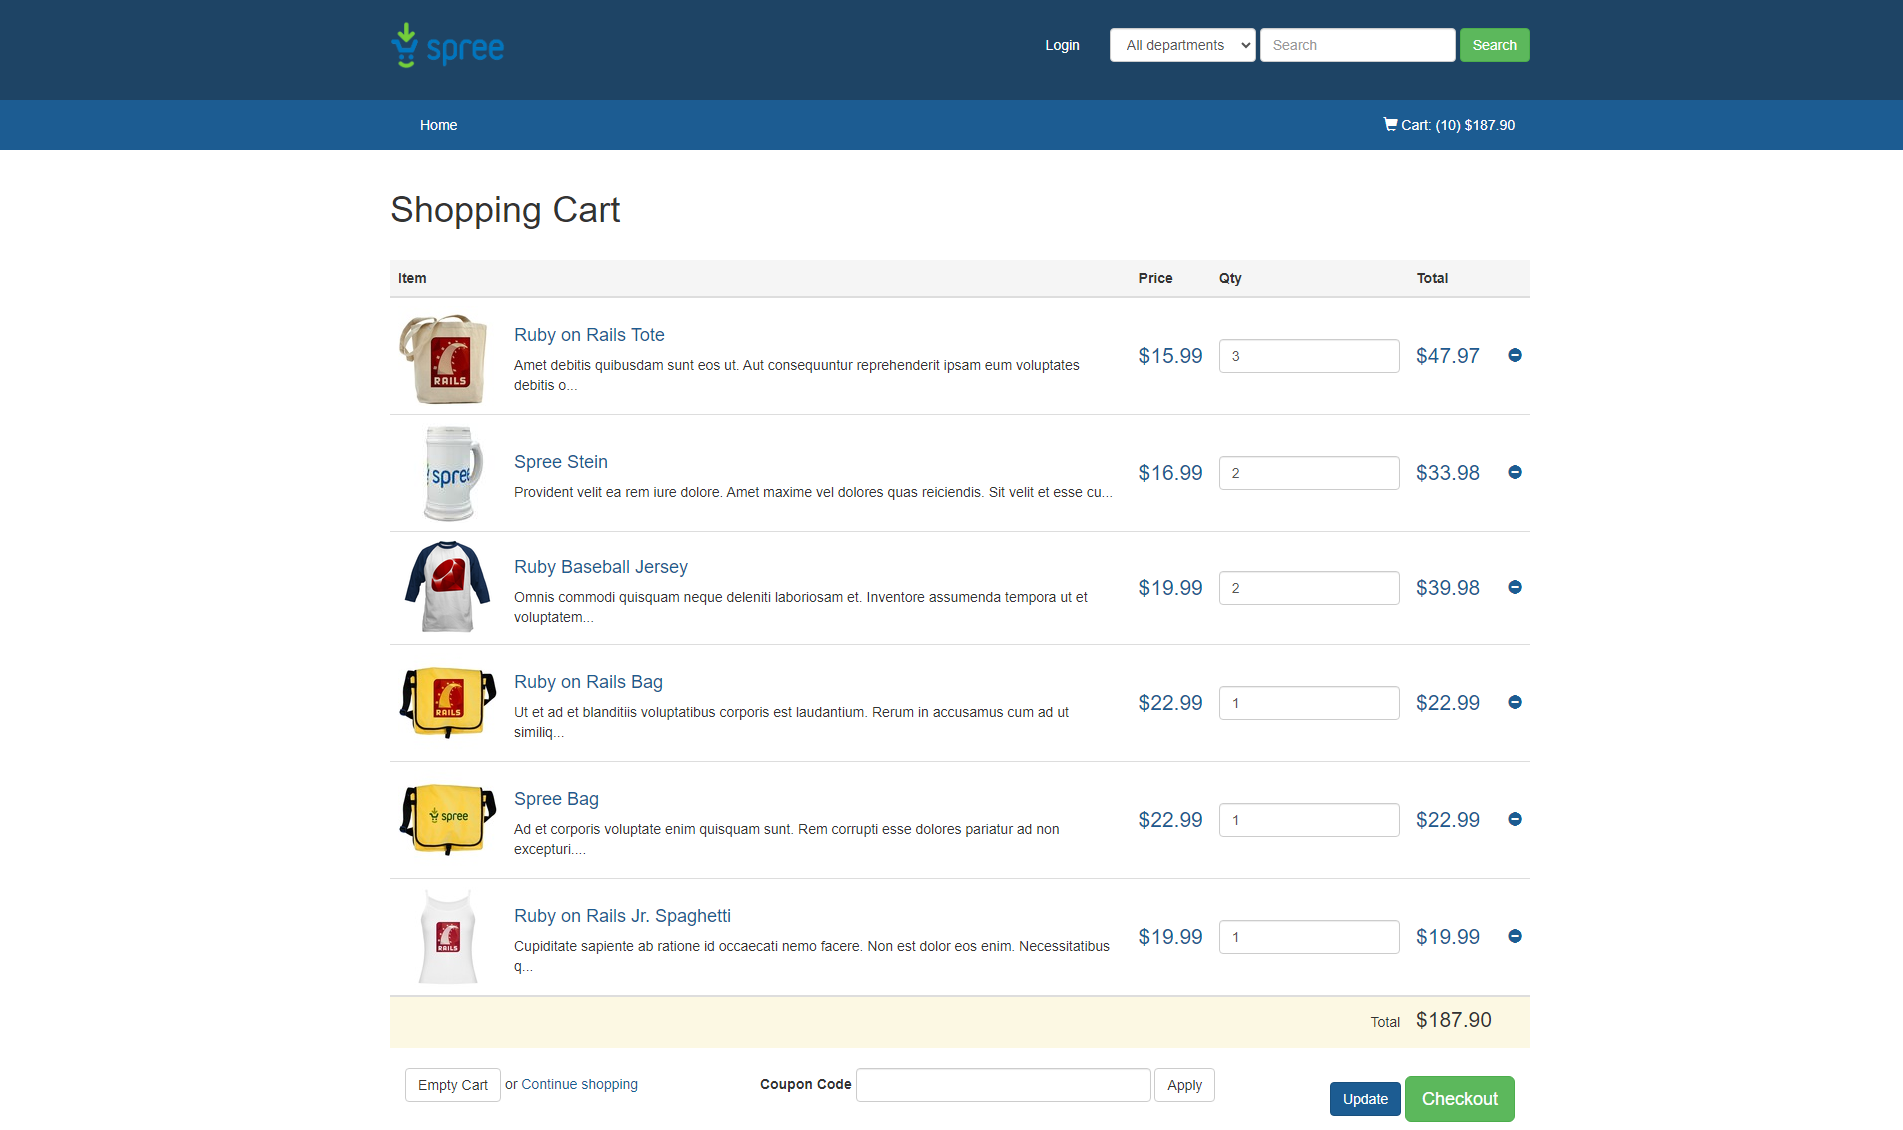 spree
Login
All departments
Search
Search
Home
Cart: (10) $187.90
Shopping Cart
Item Price Qty Total
RAILS
Ruby on Rails Tote
Amet debitis quibusdam sunt eos ut. Aut consequuntur reprehenderit ipsam eum voluptates
debitis o...
$15.99 3 $47.97
spree
Spree Stein
Provident velit ea rem iure dolore. Amet maxime vel dolores quas reiciendis. Sit velit et esse cu...
$16.99 2 $33.98
Ruby Baseball Jersey
Omnis commodi quisquam neque deleniti laboriosam et. Inventore assumenda tempora ut et
voluptatem...
$19.99 2 $39.98
RAILS
Ruby on Rails Bag
Ut et ad et blanditiis voluptatibus corporis est laudantium. Rerum in accusamus cum ad ut
similiq...
$22.99 1 $22.99
spree
Spree Bag
Ad et corporis voluptate enim quisquam sunt. Rem corrupti esse dolores pariatur ad non
excepturi....
$22.99 1 $22.99
RAILS
Ruby on Rails Jr. Spaghetti
Cupiditate sapiente ab ratione id occaecati nemo facere. Non est dolor eos enim. Necessitatibus
q...
$19.99 1 $19.99
Total $187.90
Empty Cart or Continue shopping
Coupon Code Apply
Update Checkout